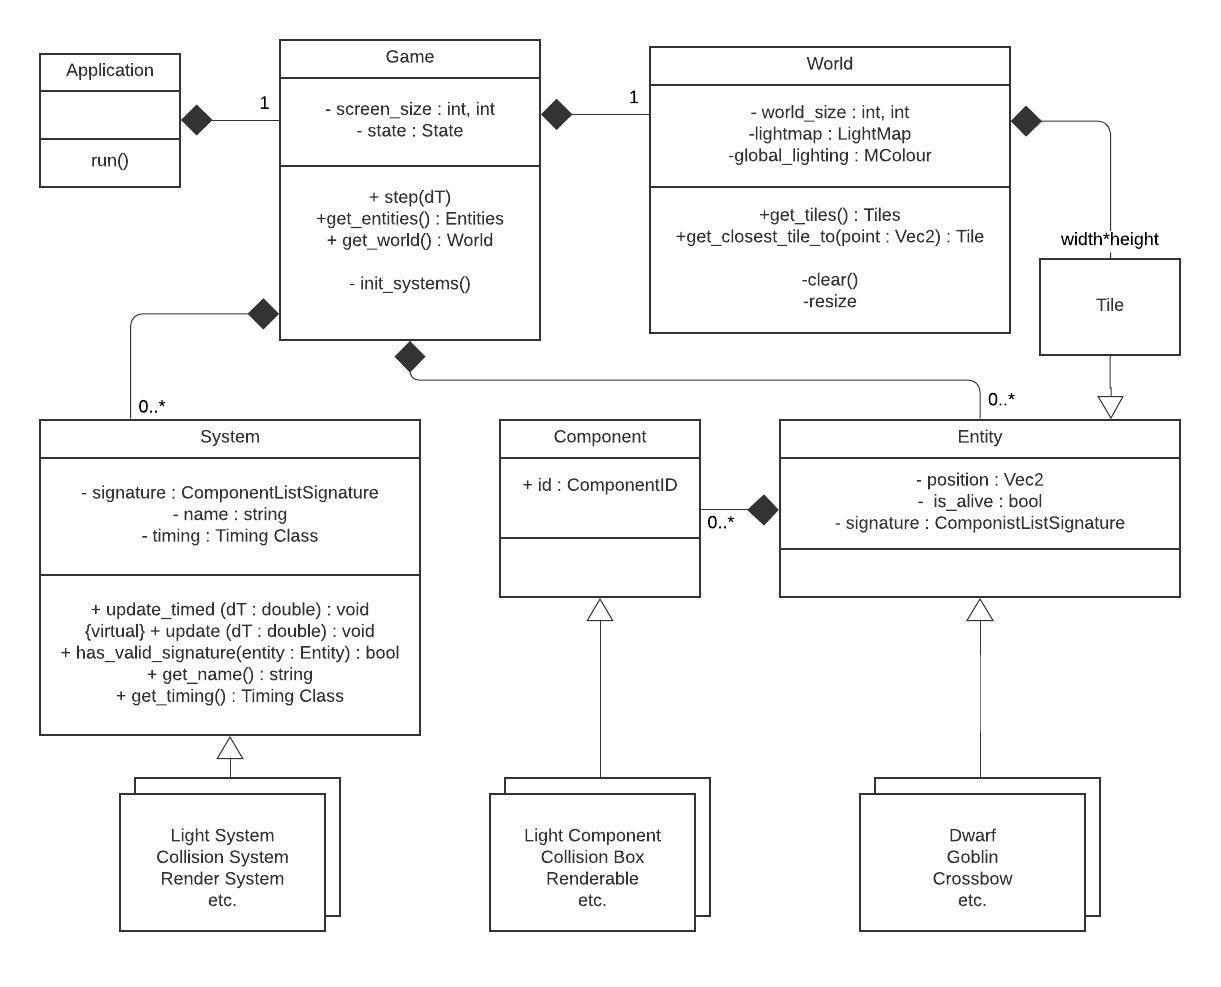 Application
run()
1
Game
- screen_size : int, int
- state : State
+ step(dT)
+get_entities() : Entities
+ get_world() : World
- init_systems()
1
World
- world_size : int, int
-lightmap : LightMap
-global_lighting : MColour
+get_tiles() : Tiles
+get_closest_tile_to(point : Vec2) : Tile
-clear()
-resize
width*height
Tile
0..*
System
- signature : ComponentListSignature
- name : string
- timing : Timing Class
+ update_timed (dT : double) : void
{virtual} + update (dT : double) : void
+ has_valid_signature(entity : Entity) : bool
+ get_name() : string
+ get_timing() : Timing Class
Component
+ id : ComponentID
0..*
0..*
Entity
- position : Vec2
- is_alive : bool
- signature : ComponistListSignature
Light System
Collision System
Render System
etc.
Light Component
Collision Box
Renderable
etc.
Dwarf
Goblin
Crossbow
etc.